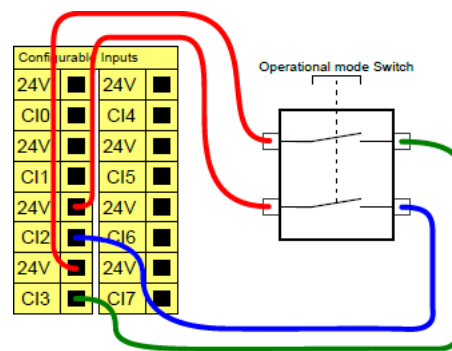 Configurable Inputs
Operational mode Switch
24V 24V
CI0 CI4
24V 24V
CI1 CI5
24V 24V
CI2 CI6
24V 24V
CI3 CI7